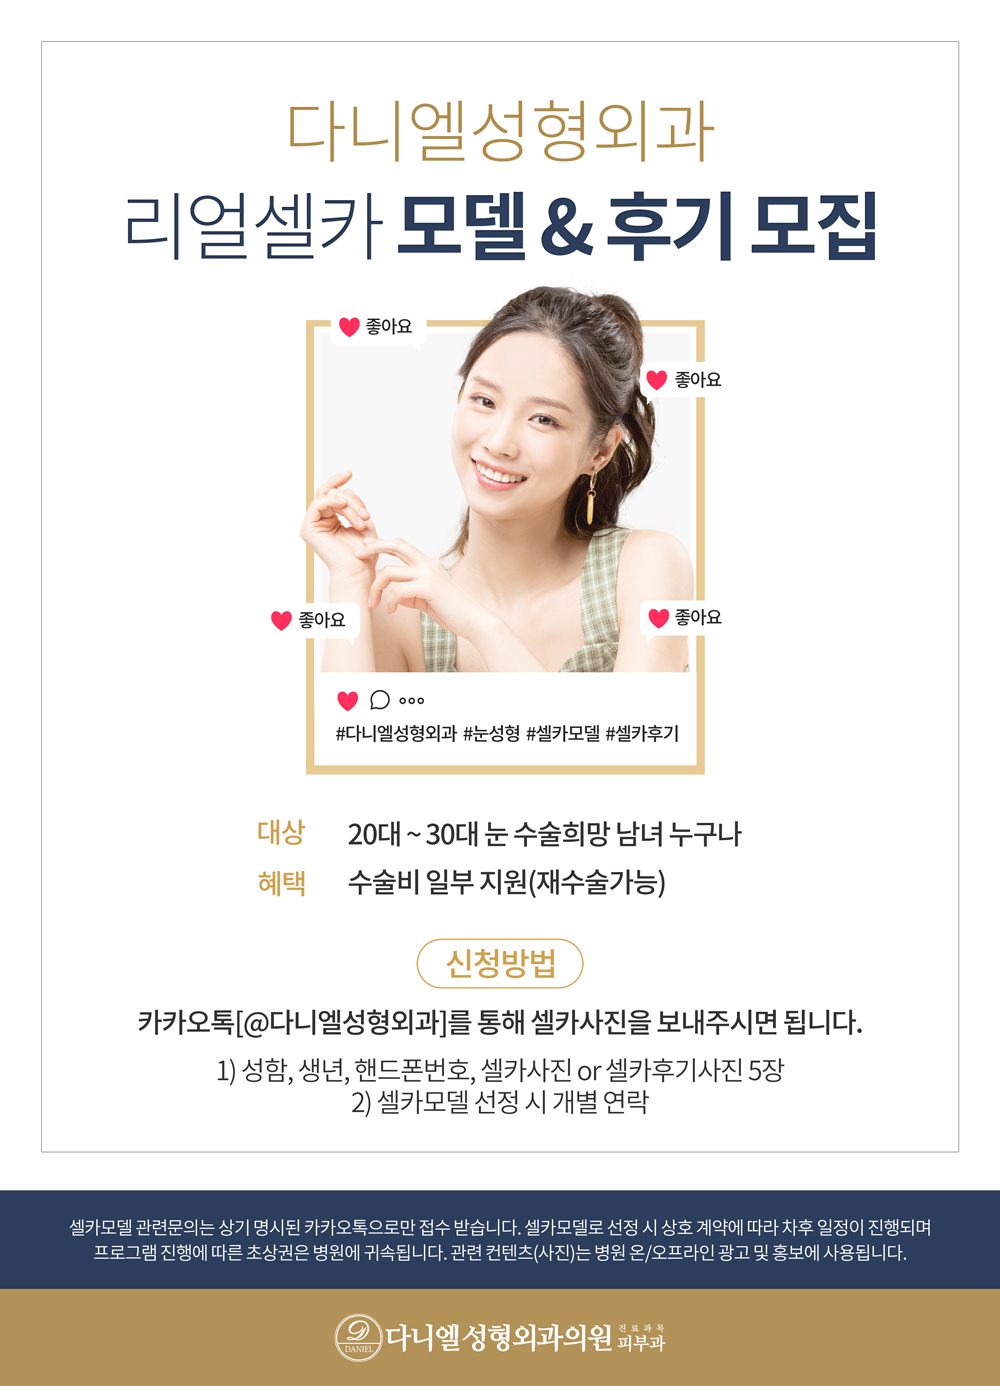 다니엘성형외과
리얼셀카 모델 & 후기 모집
좋아요
좋아요
좋아요
좋아요
#다니엘성형외과 #눈성형 #셀카모델 #셀카후기
대상 20대 ~ 30대 눈 수술희망 남녀 누구나
혜택 수술비 일부 지원(재수술가능)
신청방법
카카오톡[@다니엘성형외과]를 통해 셀카사진을 보내주시면 됩니다.
1) 성함, 생년, 핸드폰번호, 셀카사진 or 셀카후기사진 5장
2) 셀카모델 선정 시 개별 연락
셀카모델 관련문의는 상기 명시된 카카오톡으로만 접수 받습니다. 셀카모델로 선정 시 상호 계약에 따라 차후 일정이 진행되며
프로그램 진행에 따른 초상권은 병원에 귀속됩니다. 관련 컨텐츠(사진)는 병원 온/오프라인 광고 및 홍보에 사용됩니다.
D DANIEL 다니엘성형외과의원 진료과목 피부과